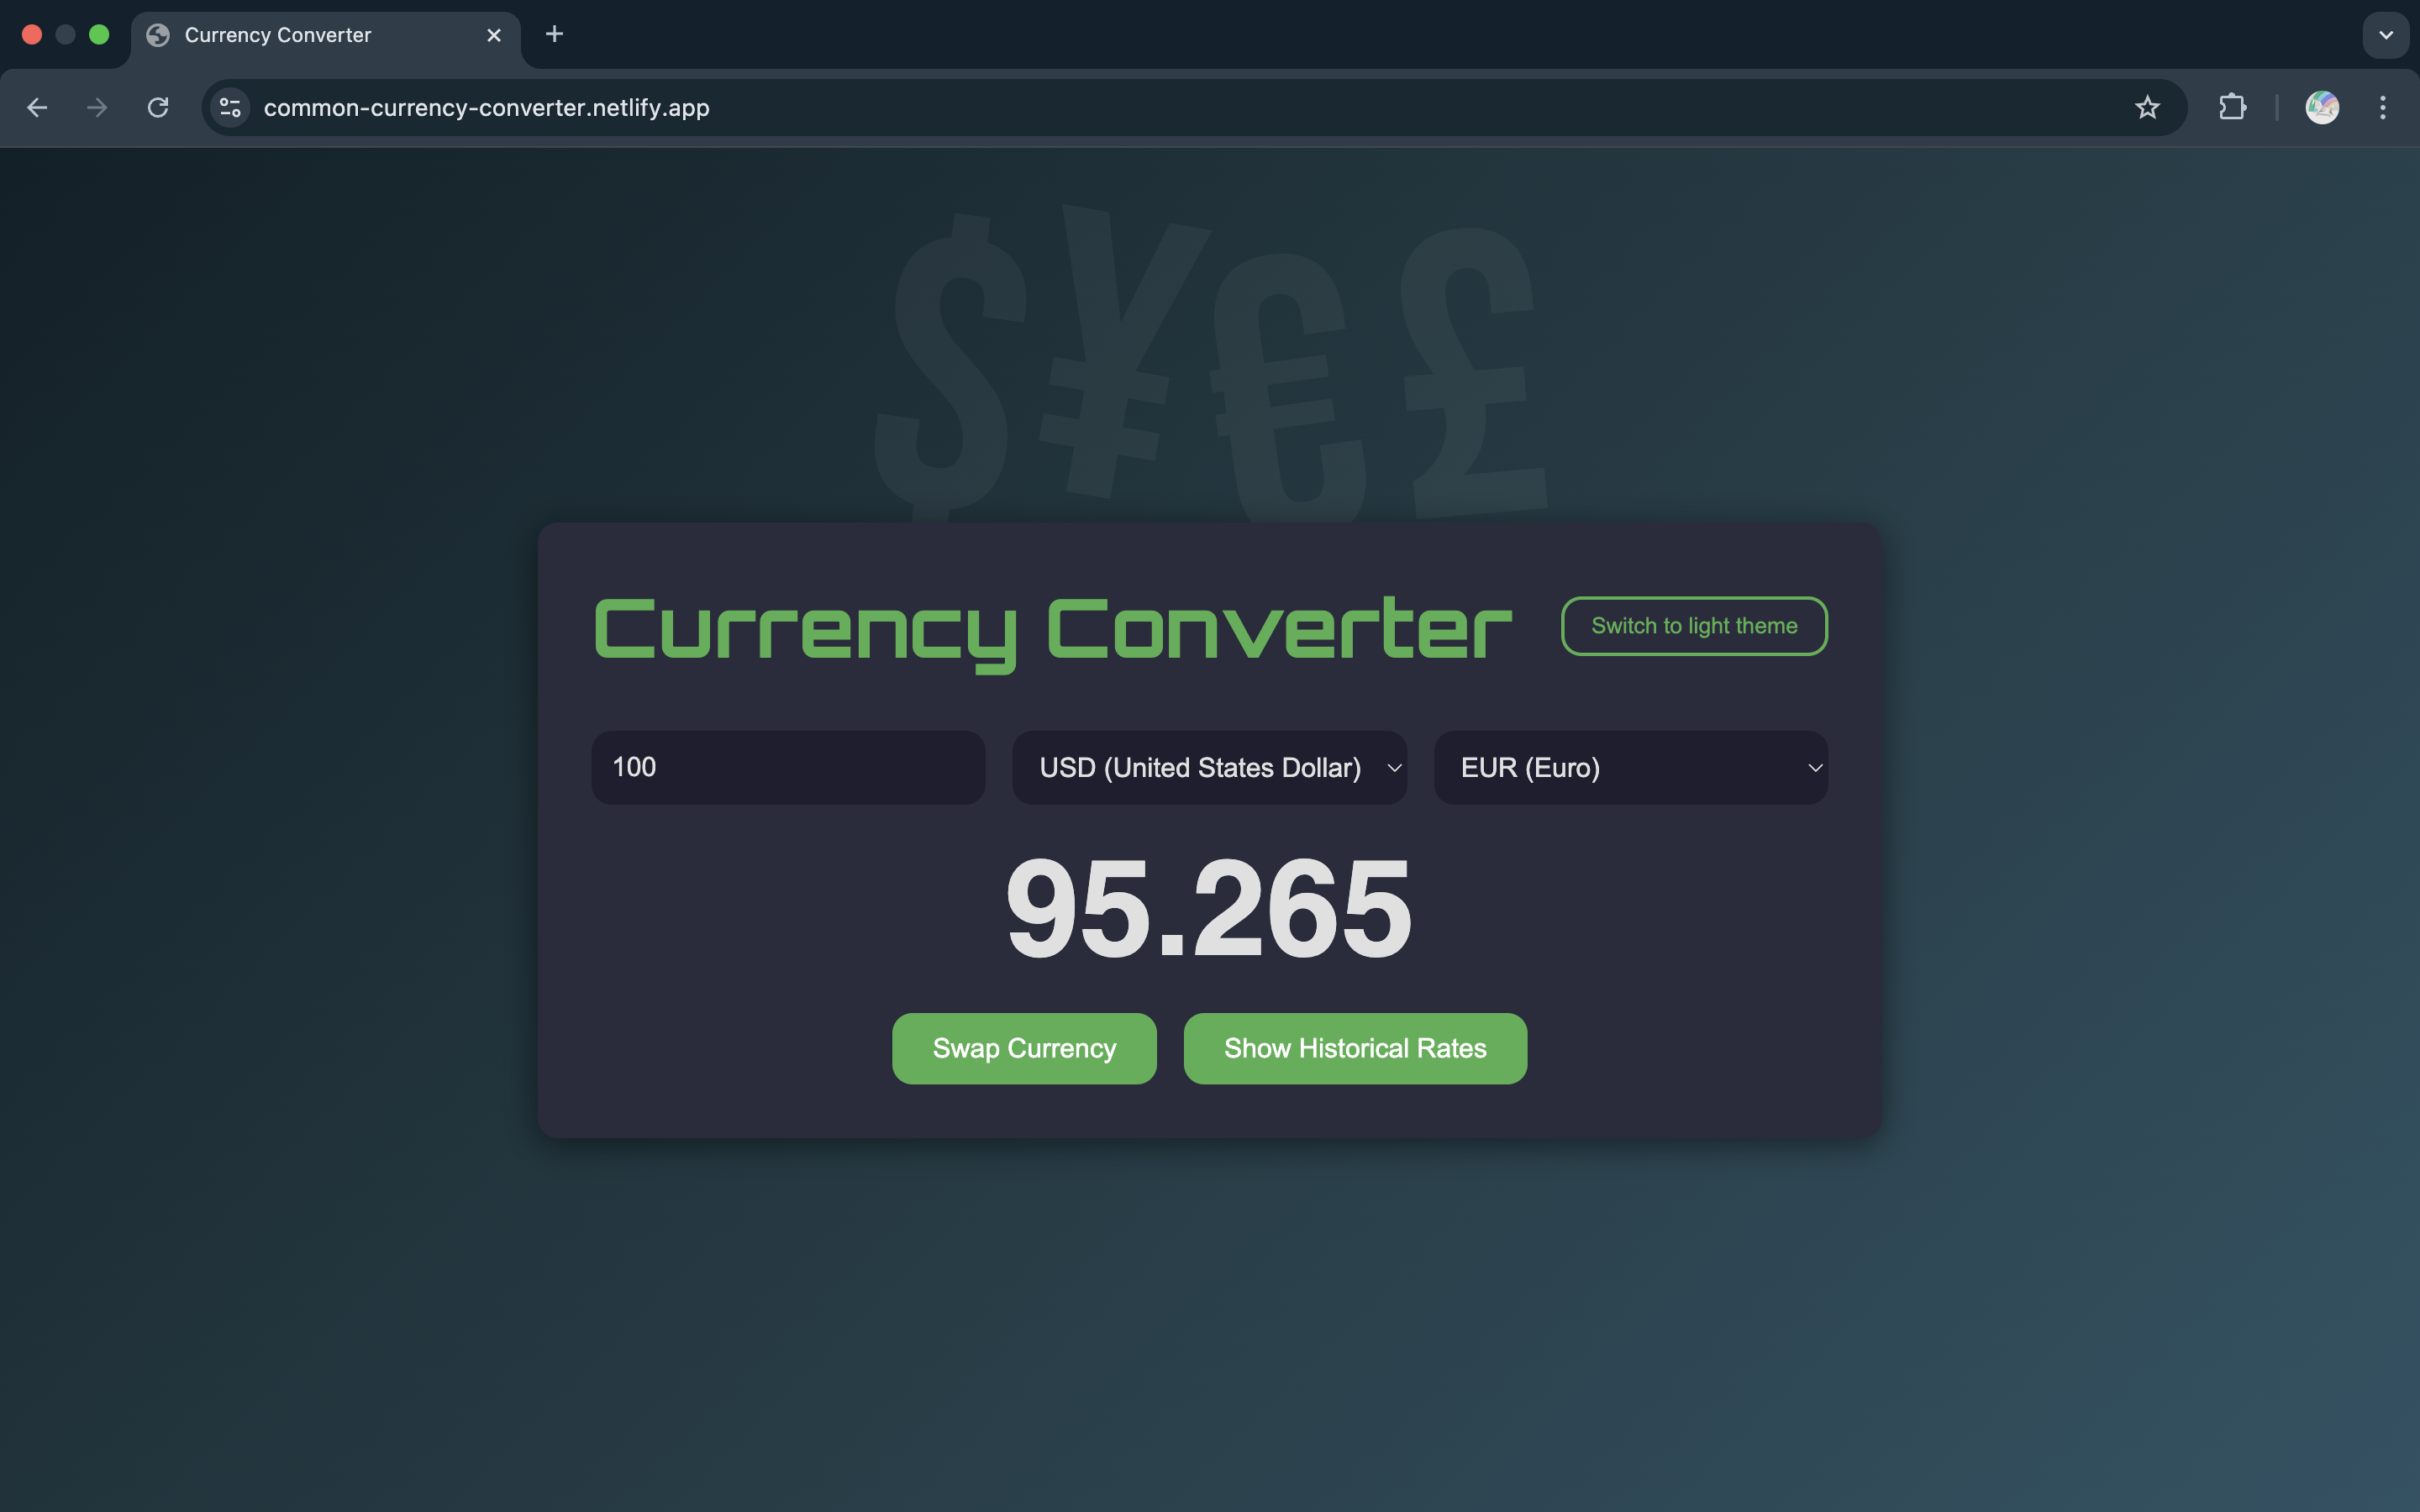 Currency Converter
common-currency-converter.netlify.app
$ ¥ € £
Currency Converter
Switch to light theme
100
USD (United States Dollar)
EUR (Euro)
95.265
Swap Currency
Show Historical Rates